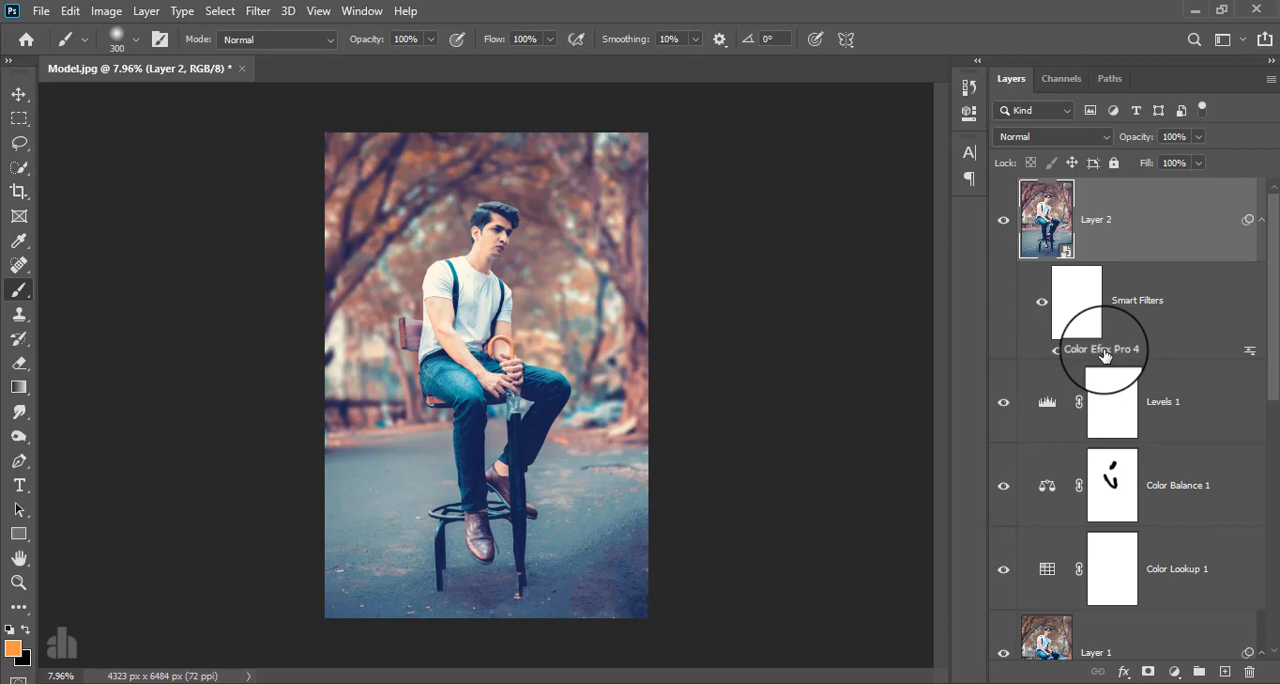 Ps File Edit Image Layer Type Select Filter 3D View Window Help
300 Mode: Normal Opacity: 100% Flow: 100% Smoothing: 10% 0°
Model.jpg @ 7.96% (Layer 2, RGB/8) *
Layers Channels Paths
Kind
Normal Opacity: 100%
Lock: Fill: 100%
Layer 2
Smart Filters
Color Efex Pro 4
Levels 1
Color Balance 1
Color Lookup 1
Layer 1
ah
7.96% 4323 px x 6484 px (72 ppi)